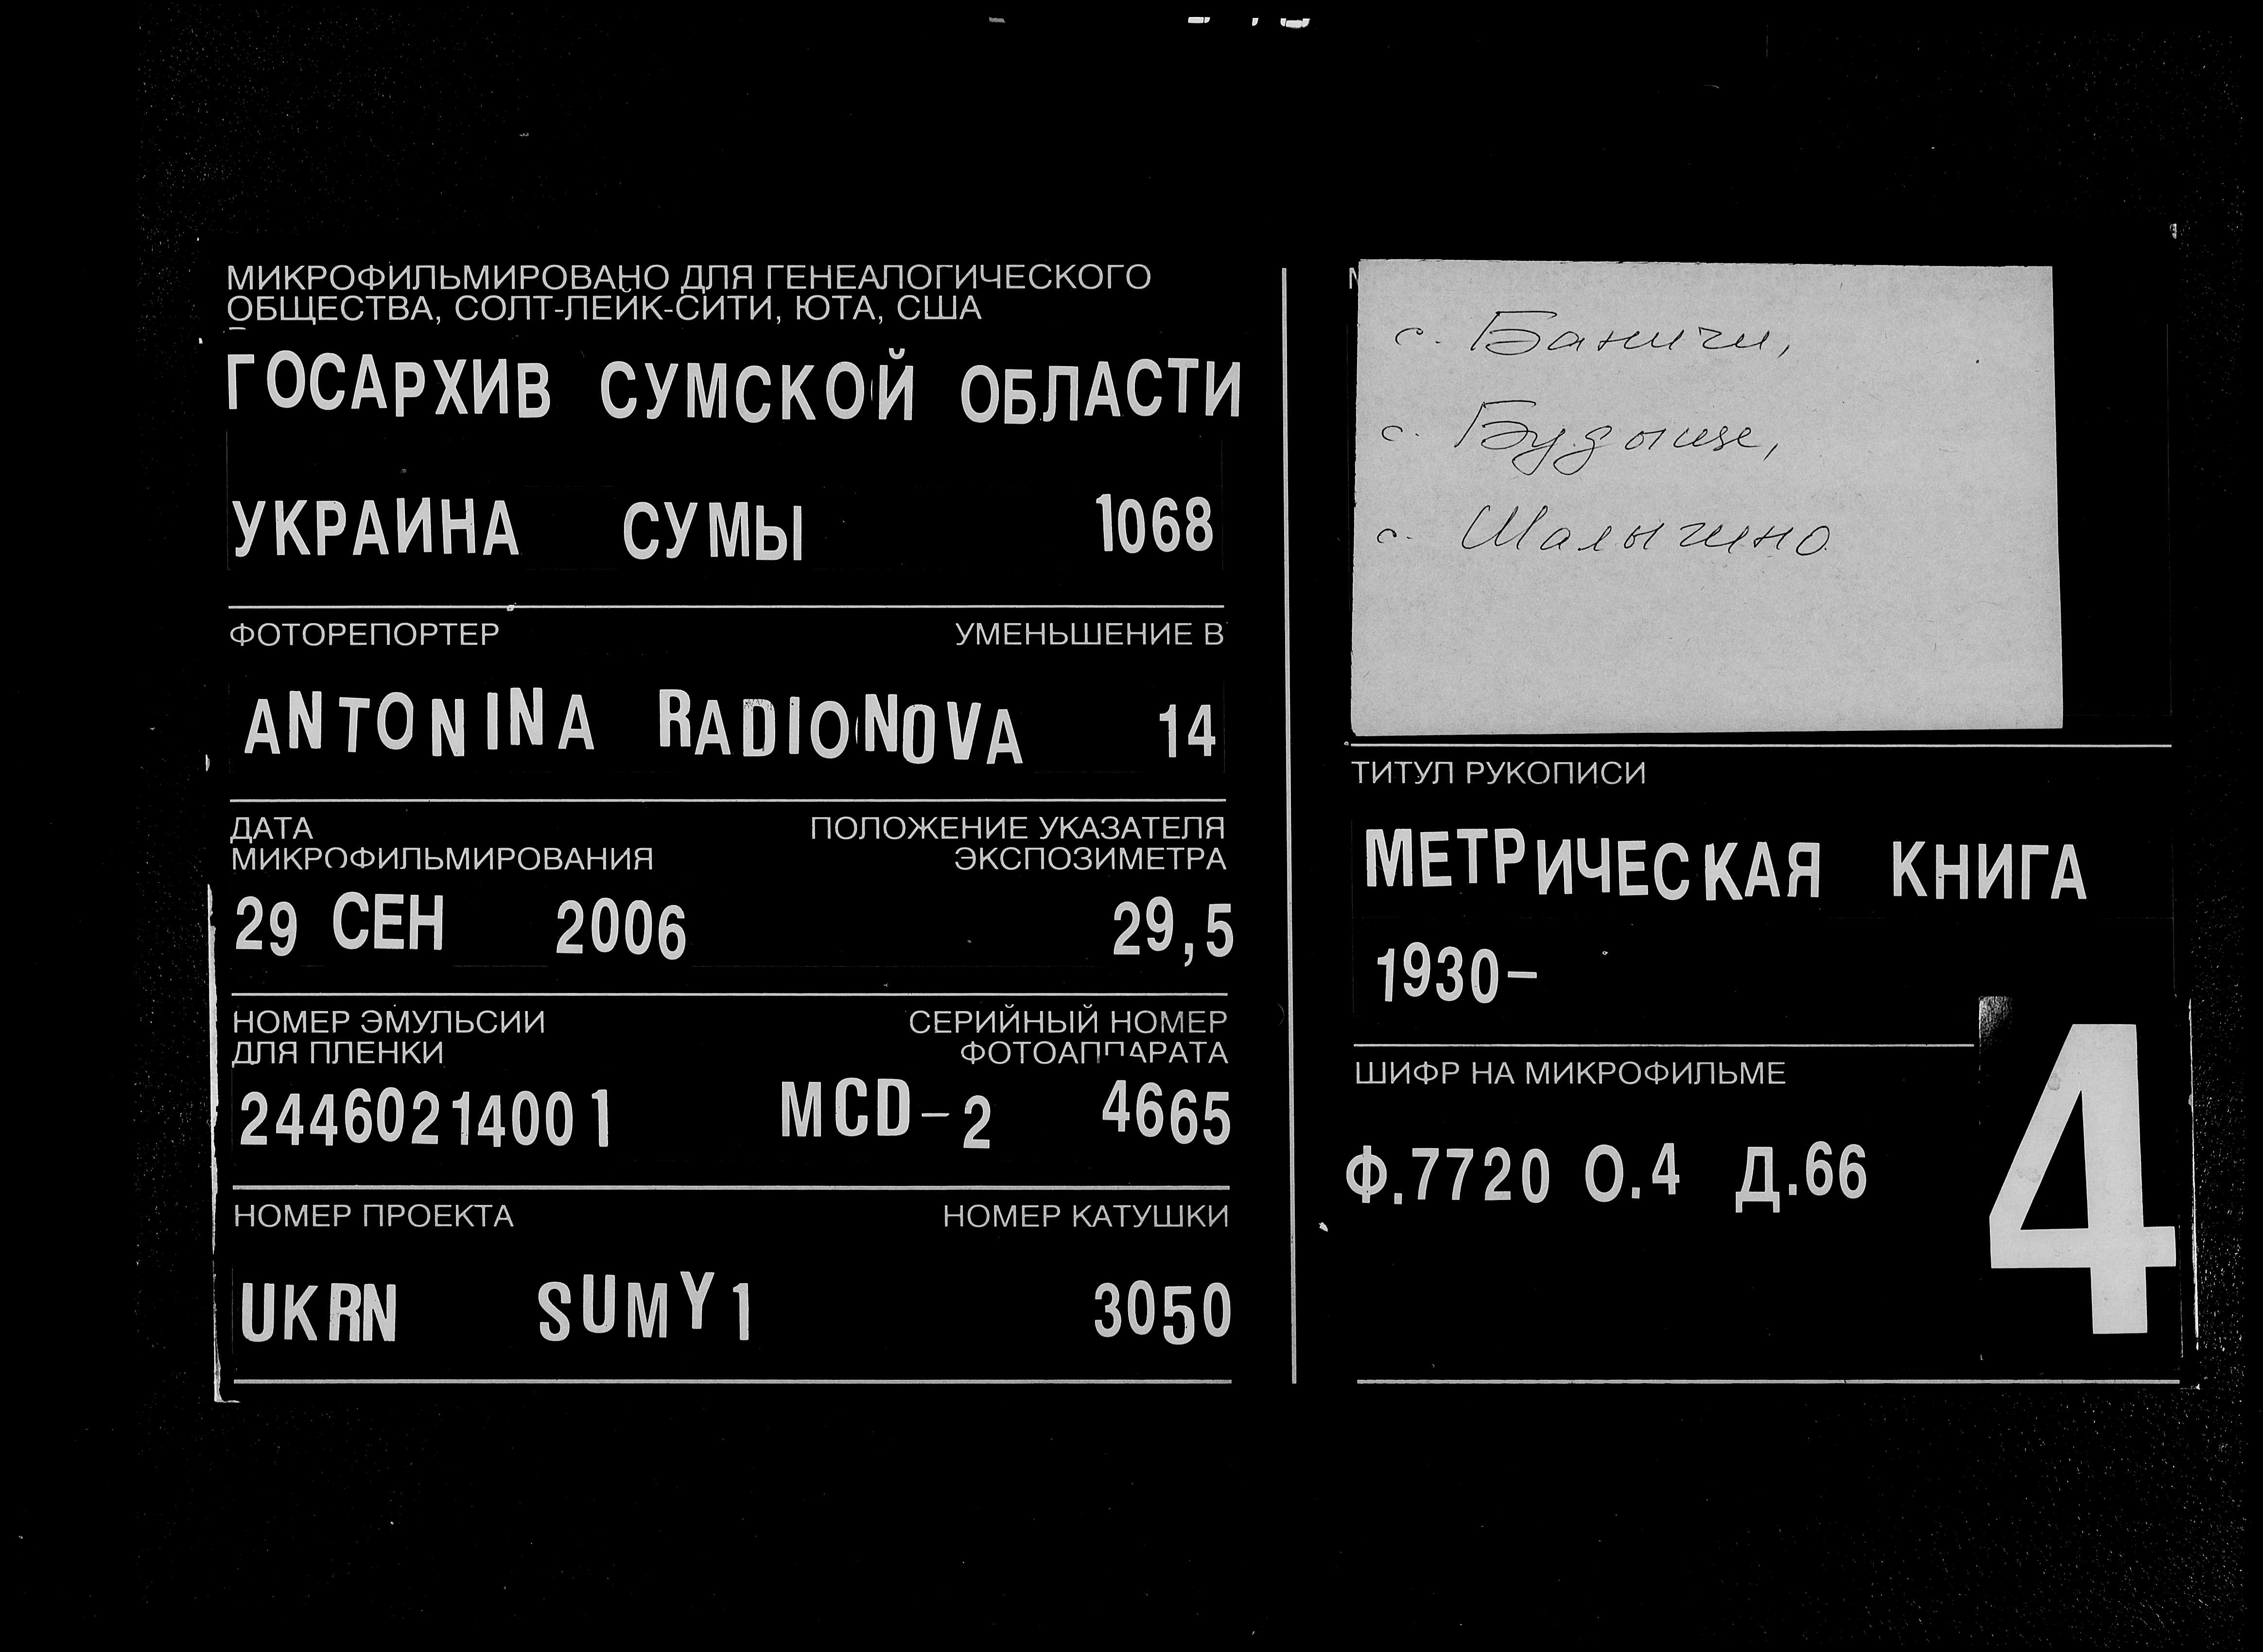 МИКРОФИЛЬМИРОВАНО ДЛЯ ГЕНЕАЛОГИЧЕСКОГО
ОБЩЕСТВА, СОЛТ-ЛЕЙК-СИТИ, ЮТА, США
ГОСАРХИВ СУМСКОЙ ОБЛАСТИ
УКРАИНА СУМЫ 1068
ФОТОРЕПОРТЕР УМЕНЬШЕНИЕ В
ANTONINA RADIONOVA 14
ДАТА ПОЛОЖЕНИЕ УКАЗАТЕЛЯ
МИКРОФИЛЬМИРОВАНИЯ ЭКСПОЗИМЕТРА
29 СЕН 2006 29,5
НОМЕР ЭМУЛЬСИИ СЕРИЙНЫЙ НОМЕР
ДЛЯ ПЛЕНКИ ФОТОАППАРАТА
24460214001 MCD-2 4665
НОМЕР ПРОЕКТА НОМЕР КАТУШКИ
UKRN SUMY1 3050
с. Баничи,
с. Будыще,
с. Шалыгино
ТИТУЛ РУКОПИСИ
МЕТРИЧЕСКАЯ КНИГА
1930-
ШИФР НА МИКРОФИЛЬМЕ
Ф.7720 О.4 Д.66
4